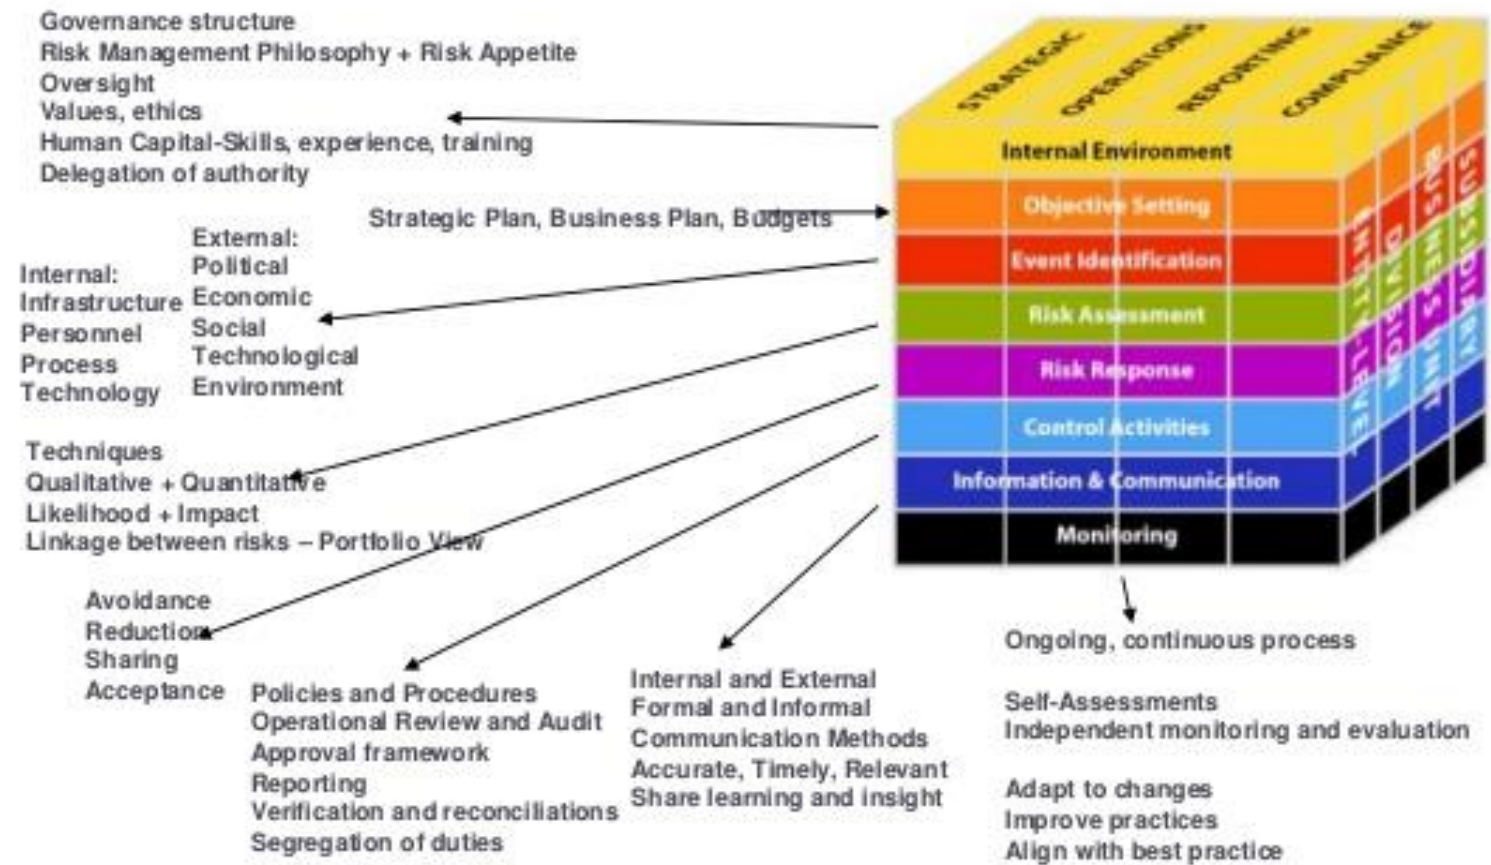 Governance structure
Risk Management Philosophy + Risk Appetite
Oversight
Values, ethics
Human Capital-Skills, experience, training
Delegation of authority
Strategic Plan, Business Plan, Budgets
Internal:
Infrastructure
Personnel
Process
Technology
External:
Political
Economic
Social
Technological
Environment
Techniques
Qualitative + Quantitative
Likelihood + Impact
Linkage between risks – Portfolio View
Avoidance
Reduction
Sharing
Acceptance
Policies and Procedures
Operational Review and Audit
Approval framework
Reporting
Verification and reconciliations
Segregation of duties
Internal and External
Formal and Informal
Communication Methods
Accurate, Timely, Relevant
Share learning and insight
Ongoing, continuous process
Self-Assessments
Independent monitoring and evaluation
Adapt to changes
Improve practices
Align with best practice
STRATEGIC
OPERATIONS
REPORTING
COMPLIANCE
Internal Environment
Objective Setting
Event Identification
Risk Assessment
Risk Response
Control Activities
Information & Communication
Monitoring
ENTITY-LEVEL
DIVISION
BUSINESS UNIT
SUBSIDIARY